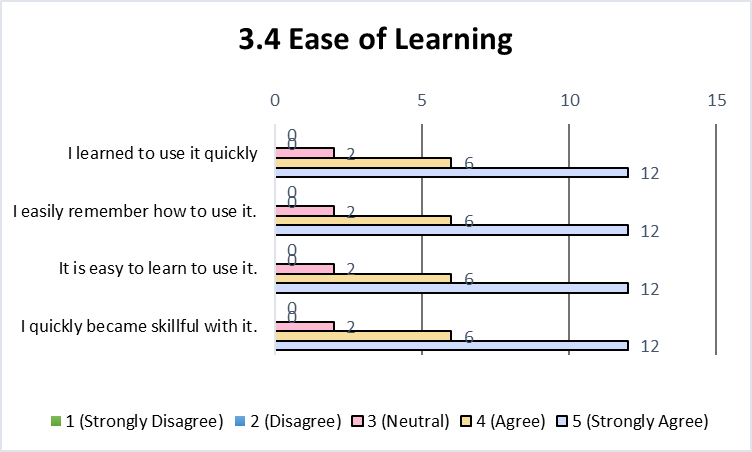 3.4 Ease of Learning
0 5 10 15
0
0
I learned to use it quickly
2
6
12
0
0
I easily remember how to use it.
2
6
12
0
0
It is easy to learn to use it.
2
6
12
0
0
I quickly became skillful with it.
2
6
12
1 (Strongly Disagree) 2 (Disagree) 3 (Neutral) 4 (Agree) 5 (Strongly Agree)